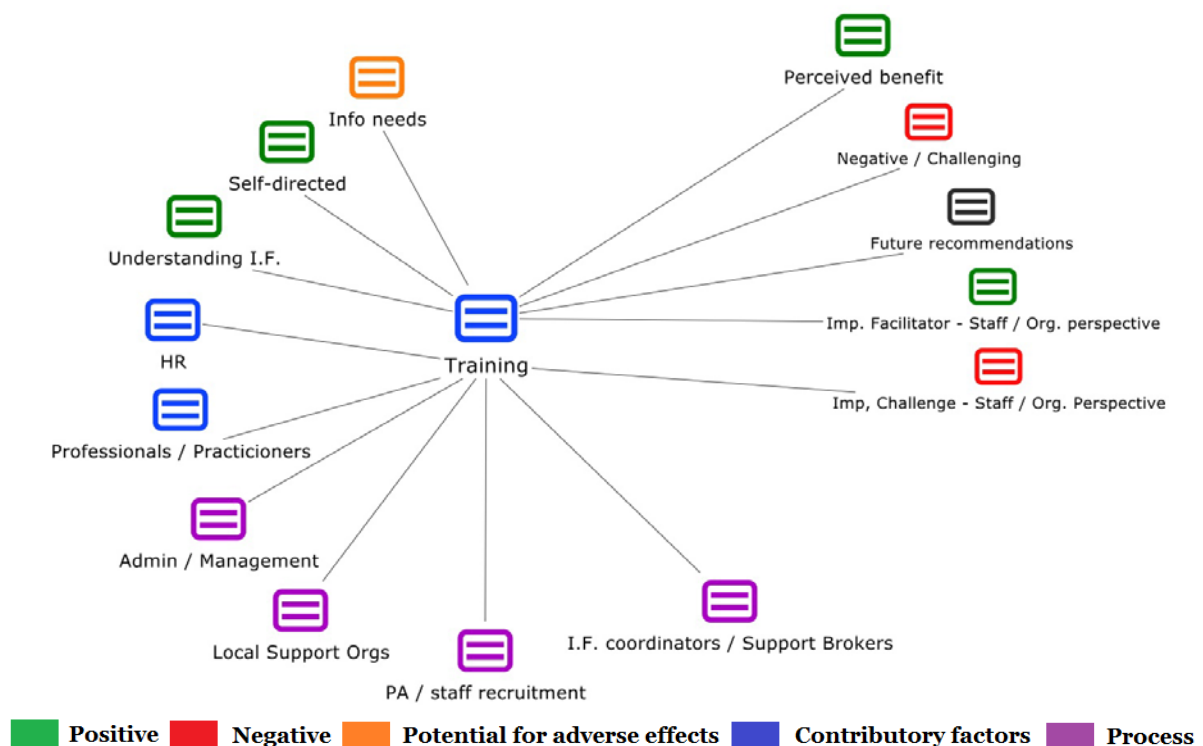 Perceived benefit
Info needs
Negative / Challenging
Self-directed
Future recommendations
Understanding I.F.
Imp. Facilitator - Staff / Org. perspective
HR
Training
Imp, Challenge - Staff / Org. Perspective
Professionals / Practicioners
Admin / Management
Local Support Orgs
I.F. coordinators / Support Brokers
PA / staff recruitment
Positive Negative Potential for adverse effects Contributory factors Process